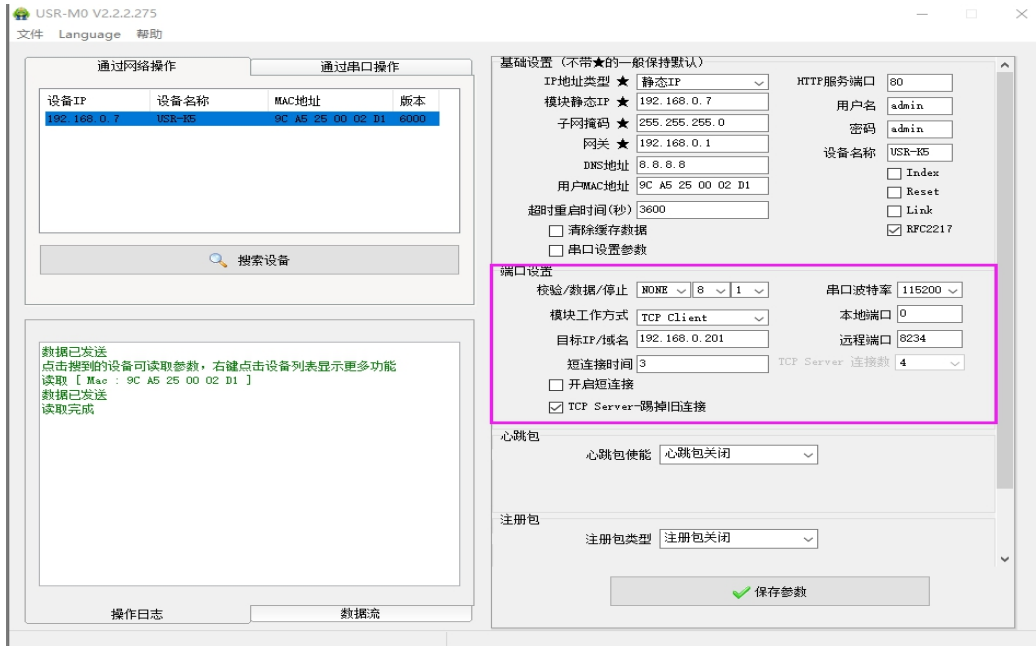 USR-M0 V2.2.2.275
文件 Language 帮助
通过网络操作 通过串口操作
设备IP 设备名称 MAC地址 版本
192.168.0.7 USR-K5 9C A5 25 00 02 D1 6000
搜索设备
数据已发送
点击搜到的设备可读取参数，右键点击设备列表显示更多功能
读取 [ Mac : 9C A5 25 00 02 D1 ]
数据已发送
读取完成
操作日志 数据流
基础设置 (不带★的一般保持默认)
IP地址类型 ★ 静态IP HTTP服务端口 80
模块静态IP ★ 192.168.0.7 用户名 admin
子网掩码 ★ 255.255.255.0 密码 admin
网关 ★ 192.168.0.1 设备名称 USR-K5
DNS地址 8.8.8.8 Index
用户MAC地址 9C A5 25 00 02 D1 Reset
超时重启时间(秒) 3600 Link
清除缓存数据 RFC2217
串口设置参数
端口设置
校验/数据/停止 NONE 8 1 串口波特率 115200
模块工作方式 TCP Client 本地端口 0
目标IP/域名 192.168.0.201 远程端口 8234
短连接时间 3 TCP Server 连接数 4
开启短连接
TCP Server-踢掉旧连接
心跳包
心跳包使能 心跳包关闭
注册包
注册包类型 注册包关闭
保存参数